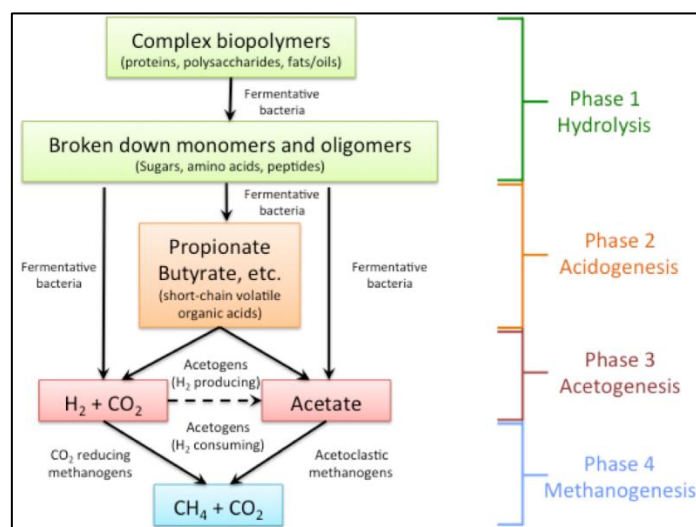 Complex biopolymers
(proteins, polysaccharides, fats/oils)
Fermentative
bacteria
Phase 1
Hydrolysis
Broken down monomers and oligomers
(Sugars, amino acids, peptides)
Fermentative
bacteria
Propionate
Butyrate, etc.
(short-chain volatile
organic acids)
Fermentative
bacteria
Fermentative
bacteria
Phase 2
Acidogenesis
Acetogens
(H₂ producing)
H₂ + CO₂
Acetate
Acetogens
(H₂ consuming)
Phase 3
Acetogenesis
CO₂ reducing
methanogens
Acetoclastic
methanogens
CH₄ + CO₂
Phase 4
Methanogenesis